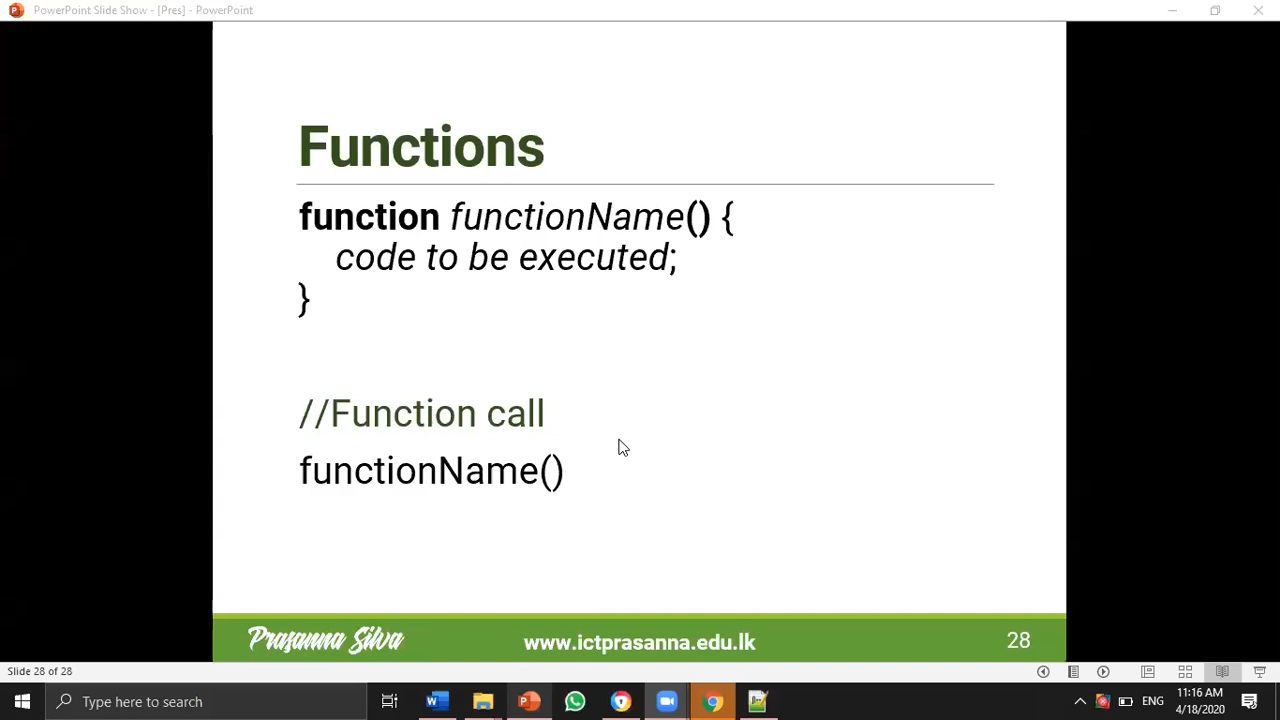 PowerPoint Slide Show - [Pres] - PowerPoint
Functions
function functionName() {
code to be executed;
}
//Function call
functionName()
Prasanna Silva
www.ictprasanna.edu.lk
28
Slide 28 of 28
Type here to search
ENG
11:16 AM
4/18/2020